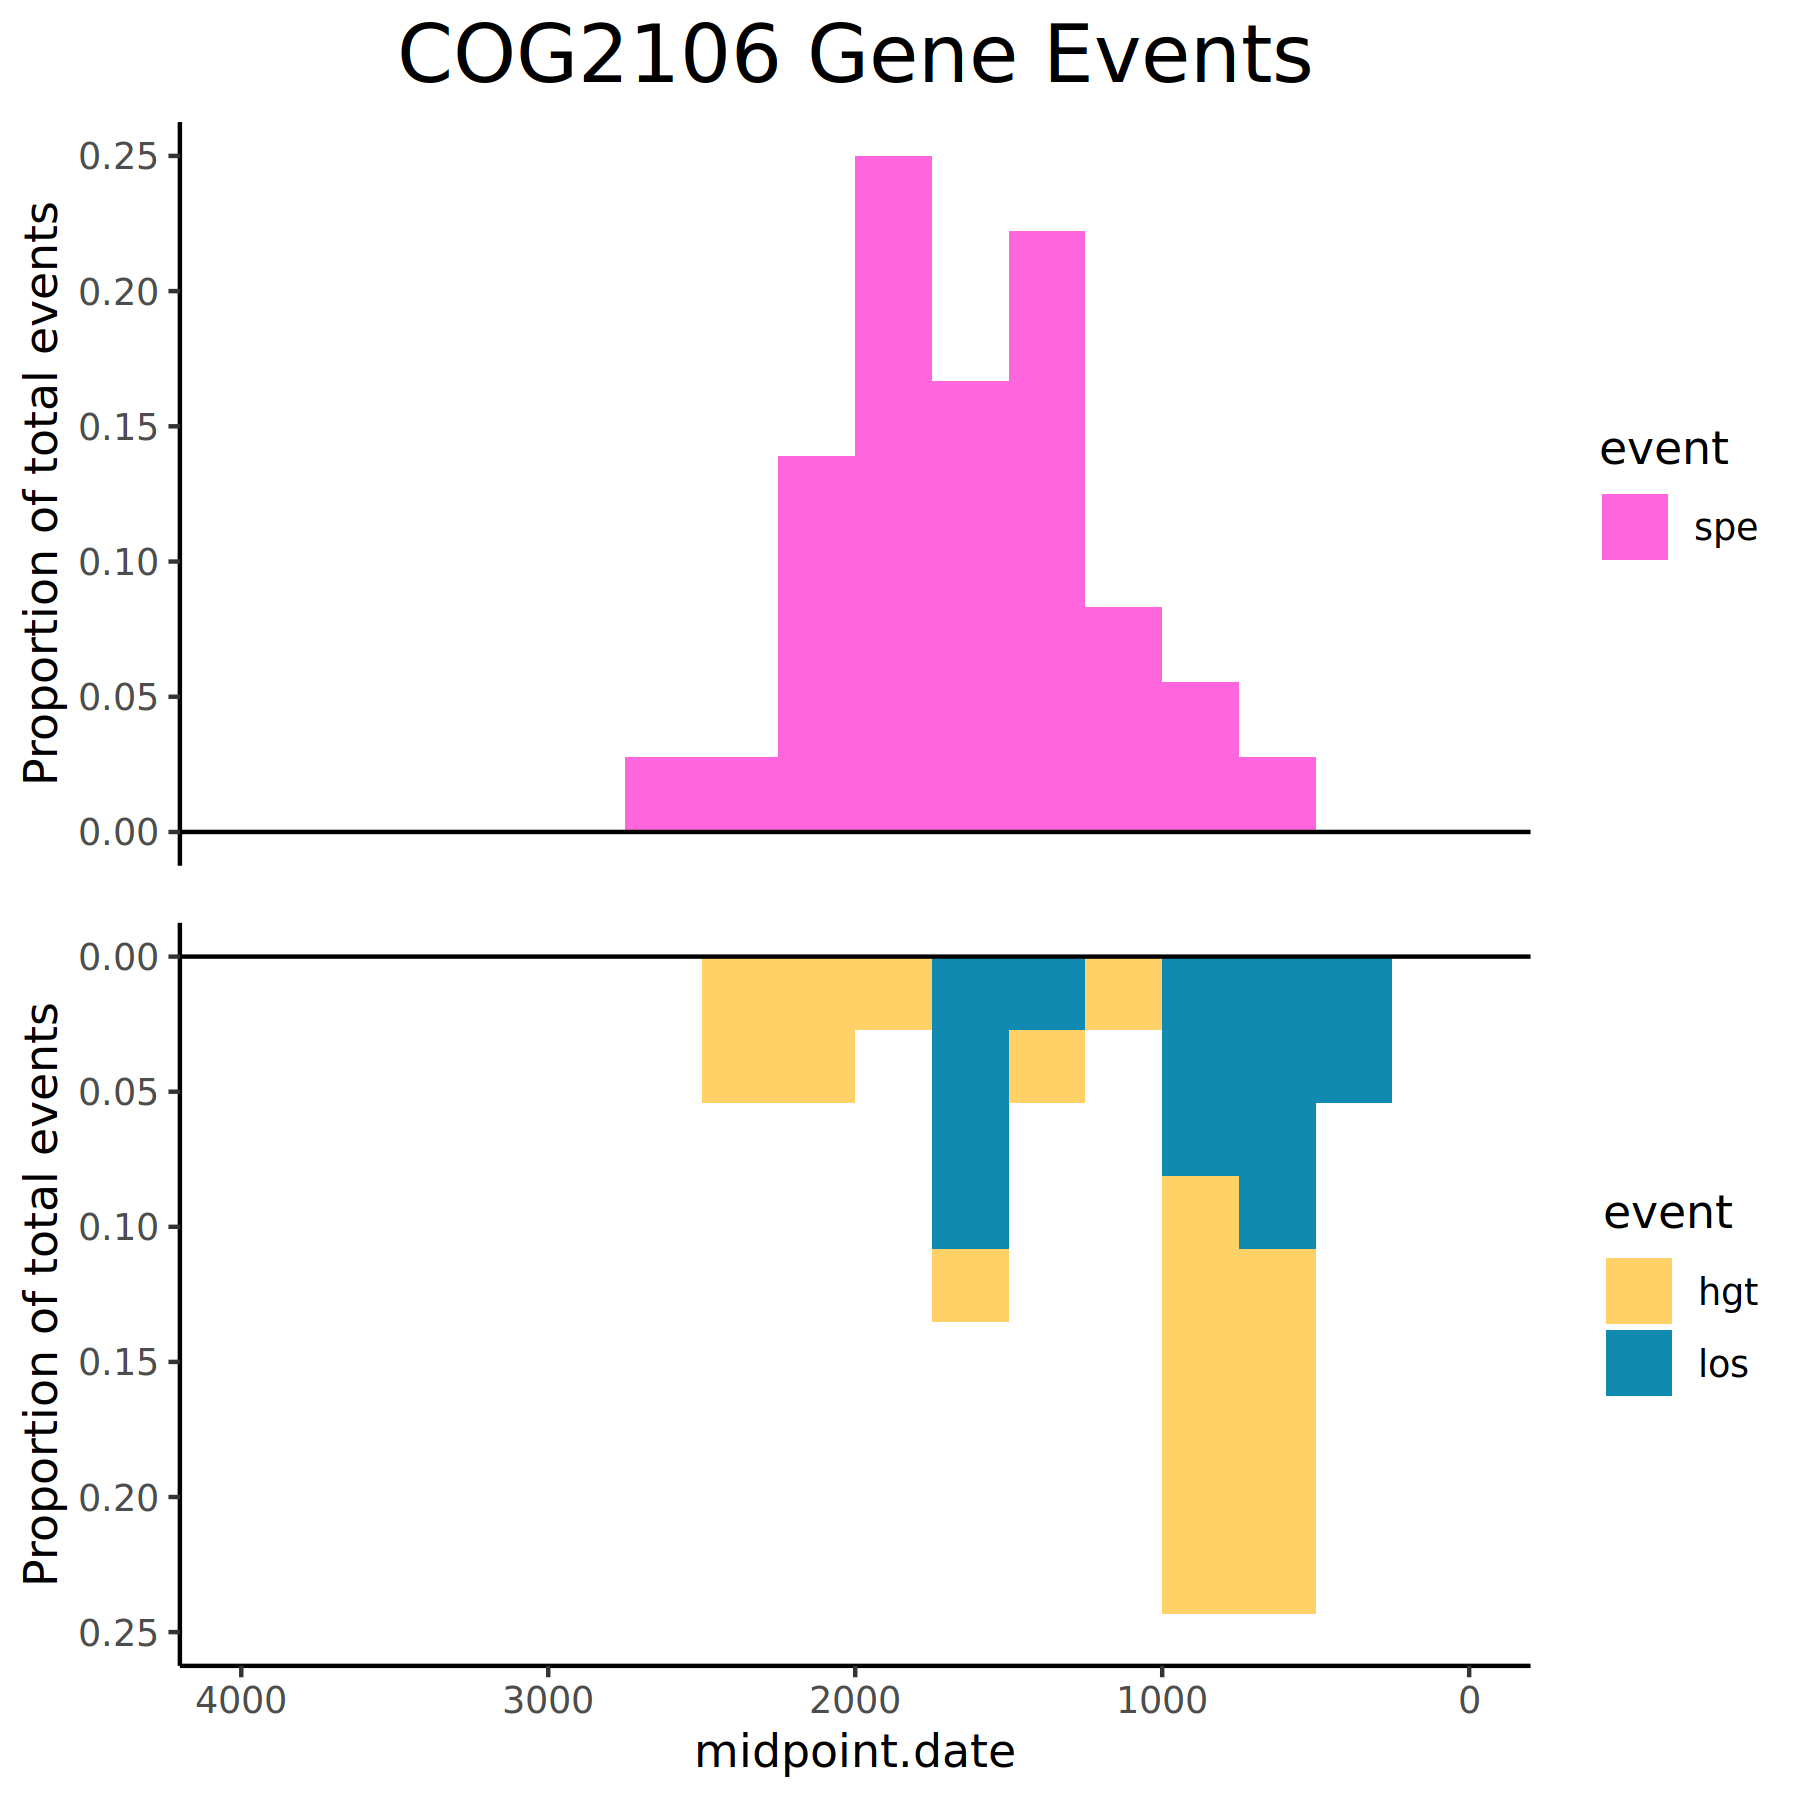 COG2106 Gene Events
Proportion of total events
0.25
0.20
0.15
0.10
0.05
0.00
event
spe
Proportion of total events
0.00
0.05
0.10
0.15
0.20
0.25
event
hgt
los
4000 3000 2000 1000 0
midpoint.date